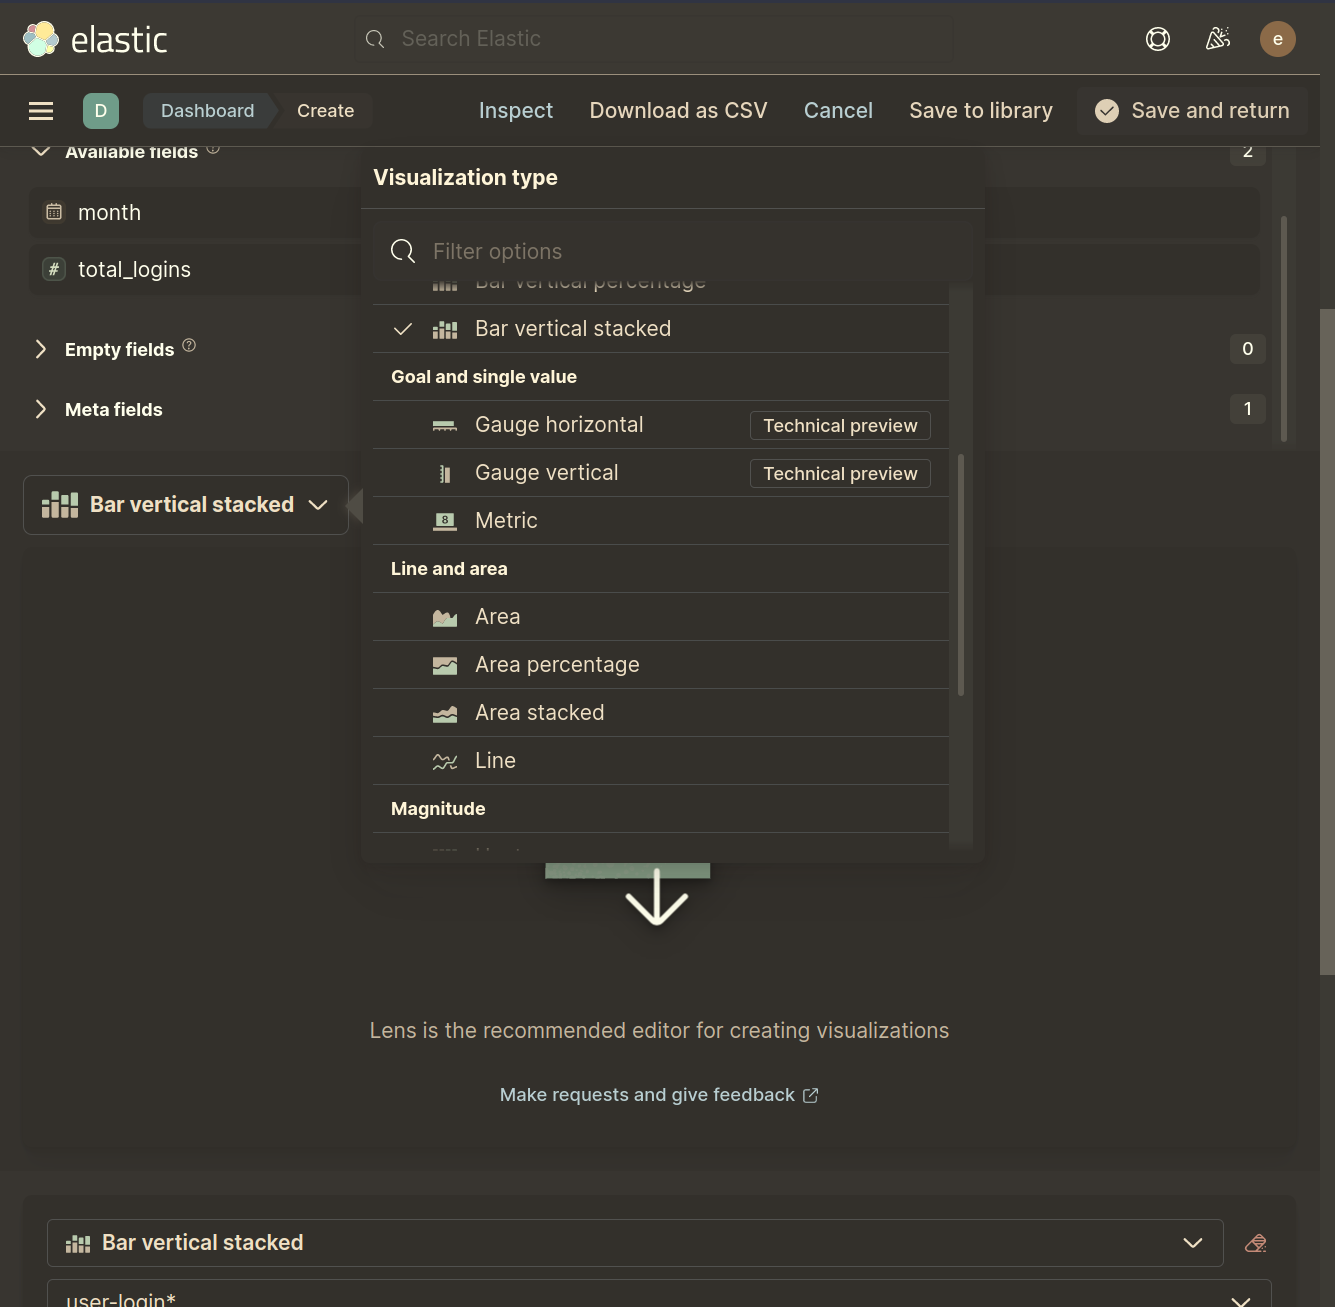 elastic
Search Elastic
e
D
Dashboard
Create
Inspect
Download as CSV
Cancel
Save to library
Save and return
Available fields
2
month
# total_logins
Empty fields
0
Meta fields
1
Bar vertical stacked
Visualization type
Filter options
Bar vertical percentage
Bar vertical stacked
Goal and single value
Gauge horizontal
Technical preview
Gauge vertical
Technical preview
8 Metric
Line and area
Area
Area percentage
Area stacked
Line
Magnitude
Lens is the recommended editor for creating visualizations
Make requests and give feedback
Bar vertical stacked
user-login*